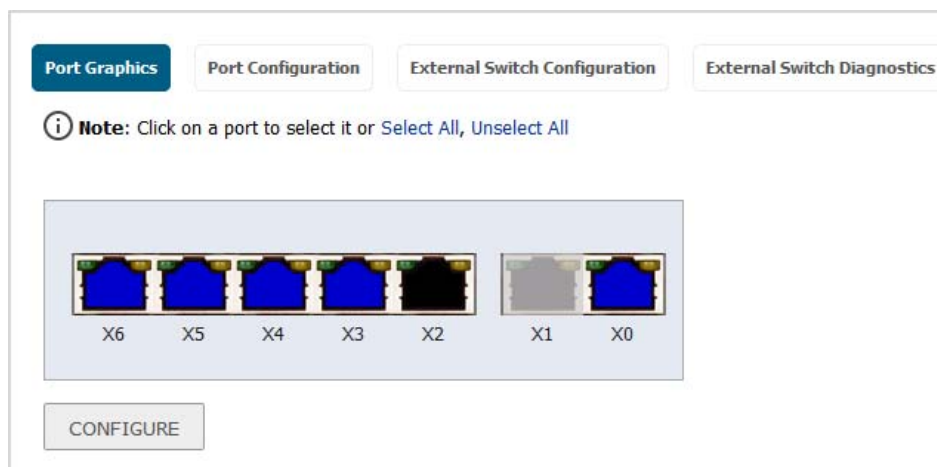 Port Graphics Port Configuration External Switch Configuration External Switch Diagnostics
Note: Click on a port to select it or Select All, Unselect All
X6 X5 X4 X3 X2 X1 X0
CONFIGURE